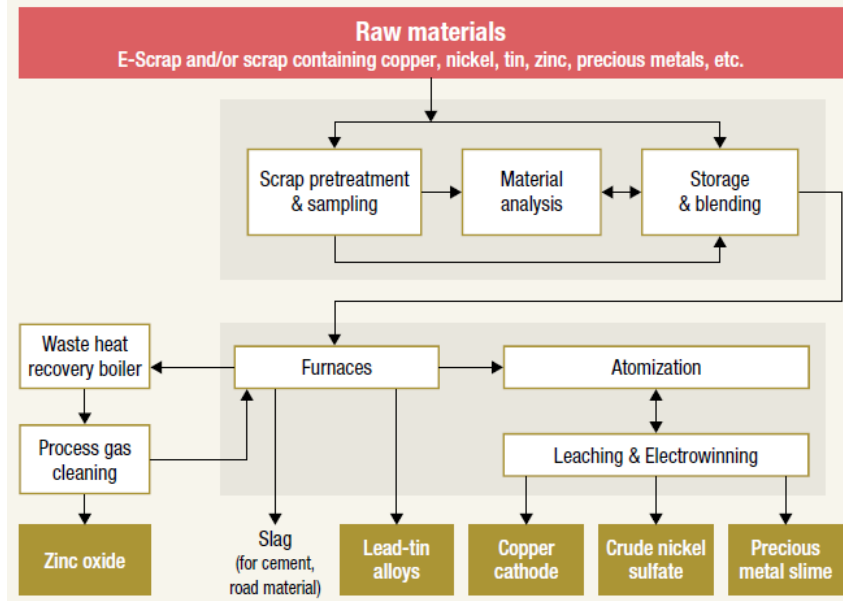 Raw materials
E-Scrap and/or scrap containing copper, nickel, tin, zinc, precious metals, etc.
Scrap pretreatment
& sampling
Material
analysis
Storage
& blending
Waste heat
recovery boiler
Furnaces
Atomization
Process gas
cleaning
Leaching & Electrowinning
Zinc oxide
Slag
(for cement,
road material)
Lead-tin
alloys
Copper
cathode
Crude nickel
sulfate
Precious
metal slime